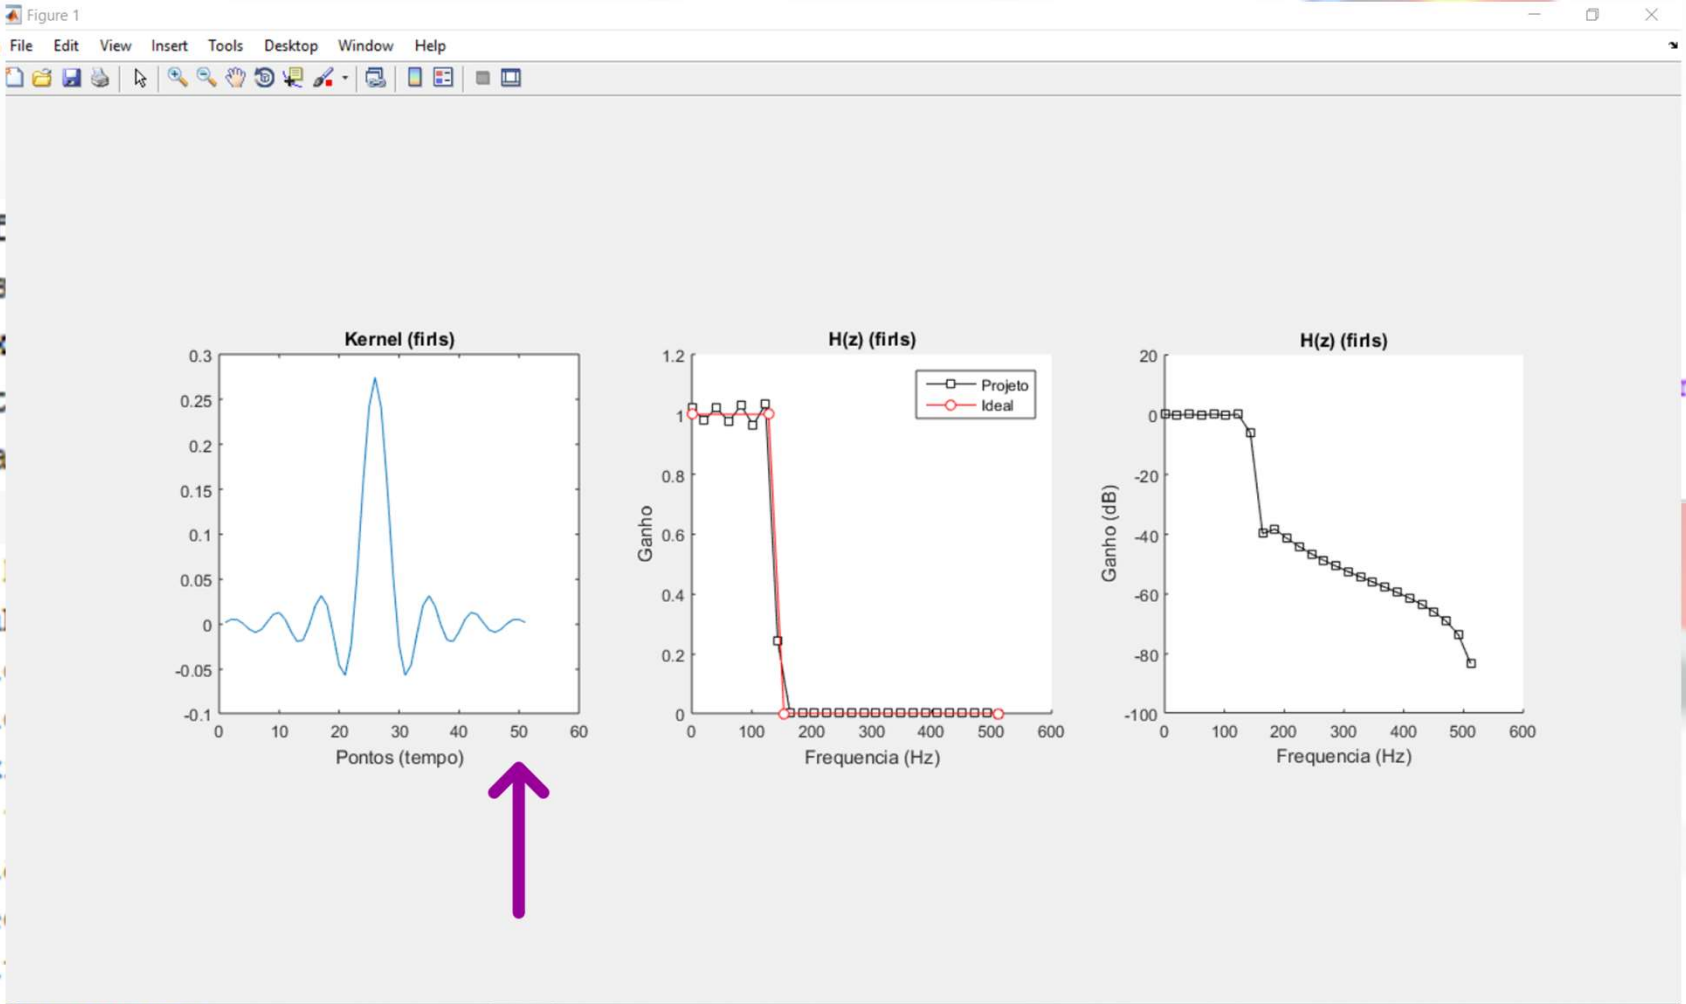 Figure 1
File Edit View Insert Tools Desktop Window Help
Kernel (firls)
0.3
0.25
0.2
0.15
0.1
0.05
0
-0.05
-0.1
0 10 20 30 40 50 60
Pontos (tempo)
H(z) (firls)
Ganho
1.2
1
0.8
0.6
0.4
0.2
0
Projeto
Ideal
0 100 200 300 400 500 600
Frequencia (Hz)
H(z) (firls)
Ganho (dB)
20
0
-20
-40
-60
-80
-100
0 100 200 300 400 500 600
Frequencia (Hz)